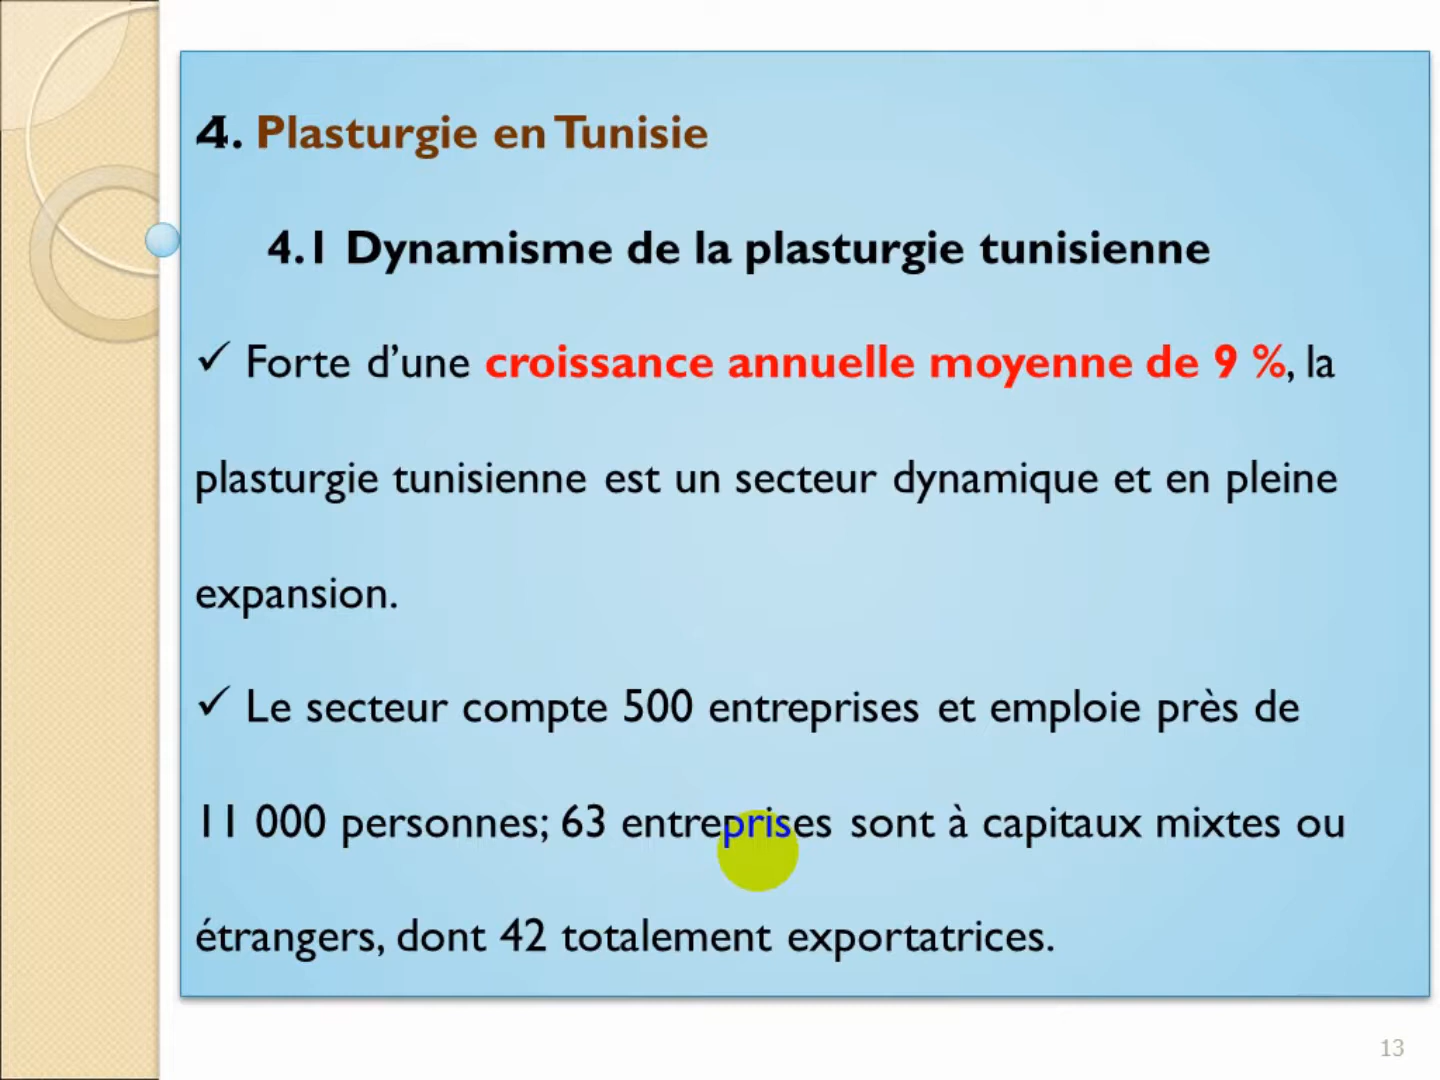 4. Plasturgie en Tunisie
4.1 Dynamisme de la plasturgie tunisienne
✓ Forte d’une croissance annuelle moyenne de 9 %, la
plasturgie tunisienne est un secteur dynamique et en pleine
expansion.
✓ Le secteur compte 500 entreprises et emploie près de
11 000 personnes; 63 entreprises sont à capitaux mixtes ou
étrangers, dont 42 totalement exportatrices.
13